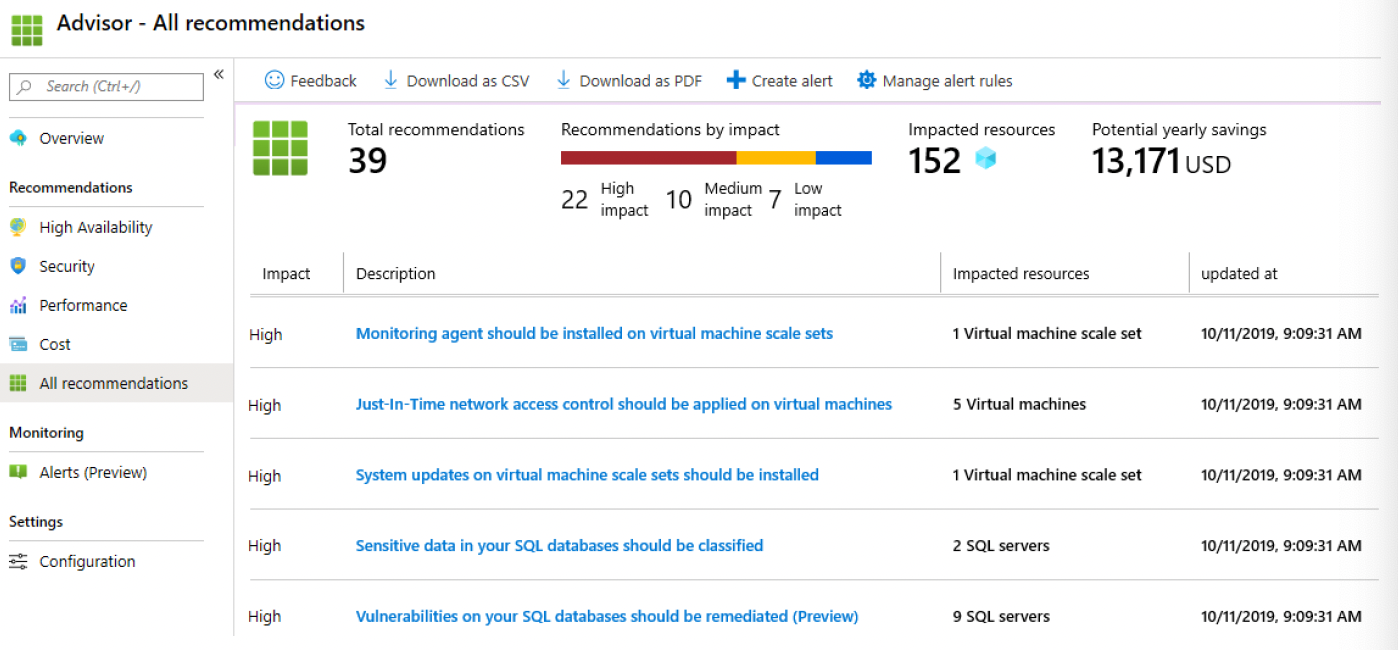 Advisor - All recommendations
Search (Ctrl+/)
«
Overview
Recommendations
High Availability
Security
Performance
Cost
All recommendations
Monitoring
Alerts (Preview)
Settings
Configuration
Feedback Download as CSV Download as PDF Create alert Manage alert rules
Total recommendations
39
Recommendations by impact
22 High impact 10 Medium impact 7 Low impact
Impacted resources
152
Potential yearly savings
13,171 USD
Impact Description Impacted resources updated at
High Monitoring agent should be installed on virtual machine scale sets 1 Virtual machine scale set 10/11/2019, 9:09:31 AM
High Just-In-Time network access control should be applied on virtual machines 5 Virtual machines 10/11/2019, 9:09:31 AM
High System updates on virtual machine scale sets should be installed 1 Virtual machine scale set 10/11/2019, 9:09:31 AM
High Sensitive data in your SQL databases should be classified 2 SQL servers 10/11/2019, 9:09:31 AM
High Vulnerabilities on your SQL databases should be remediated (Preview) 9 SQL servers 10/11/2019, 9:09:31 AM